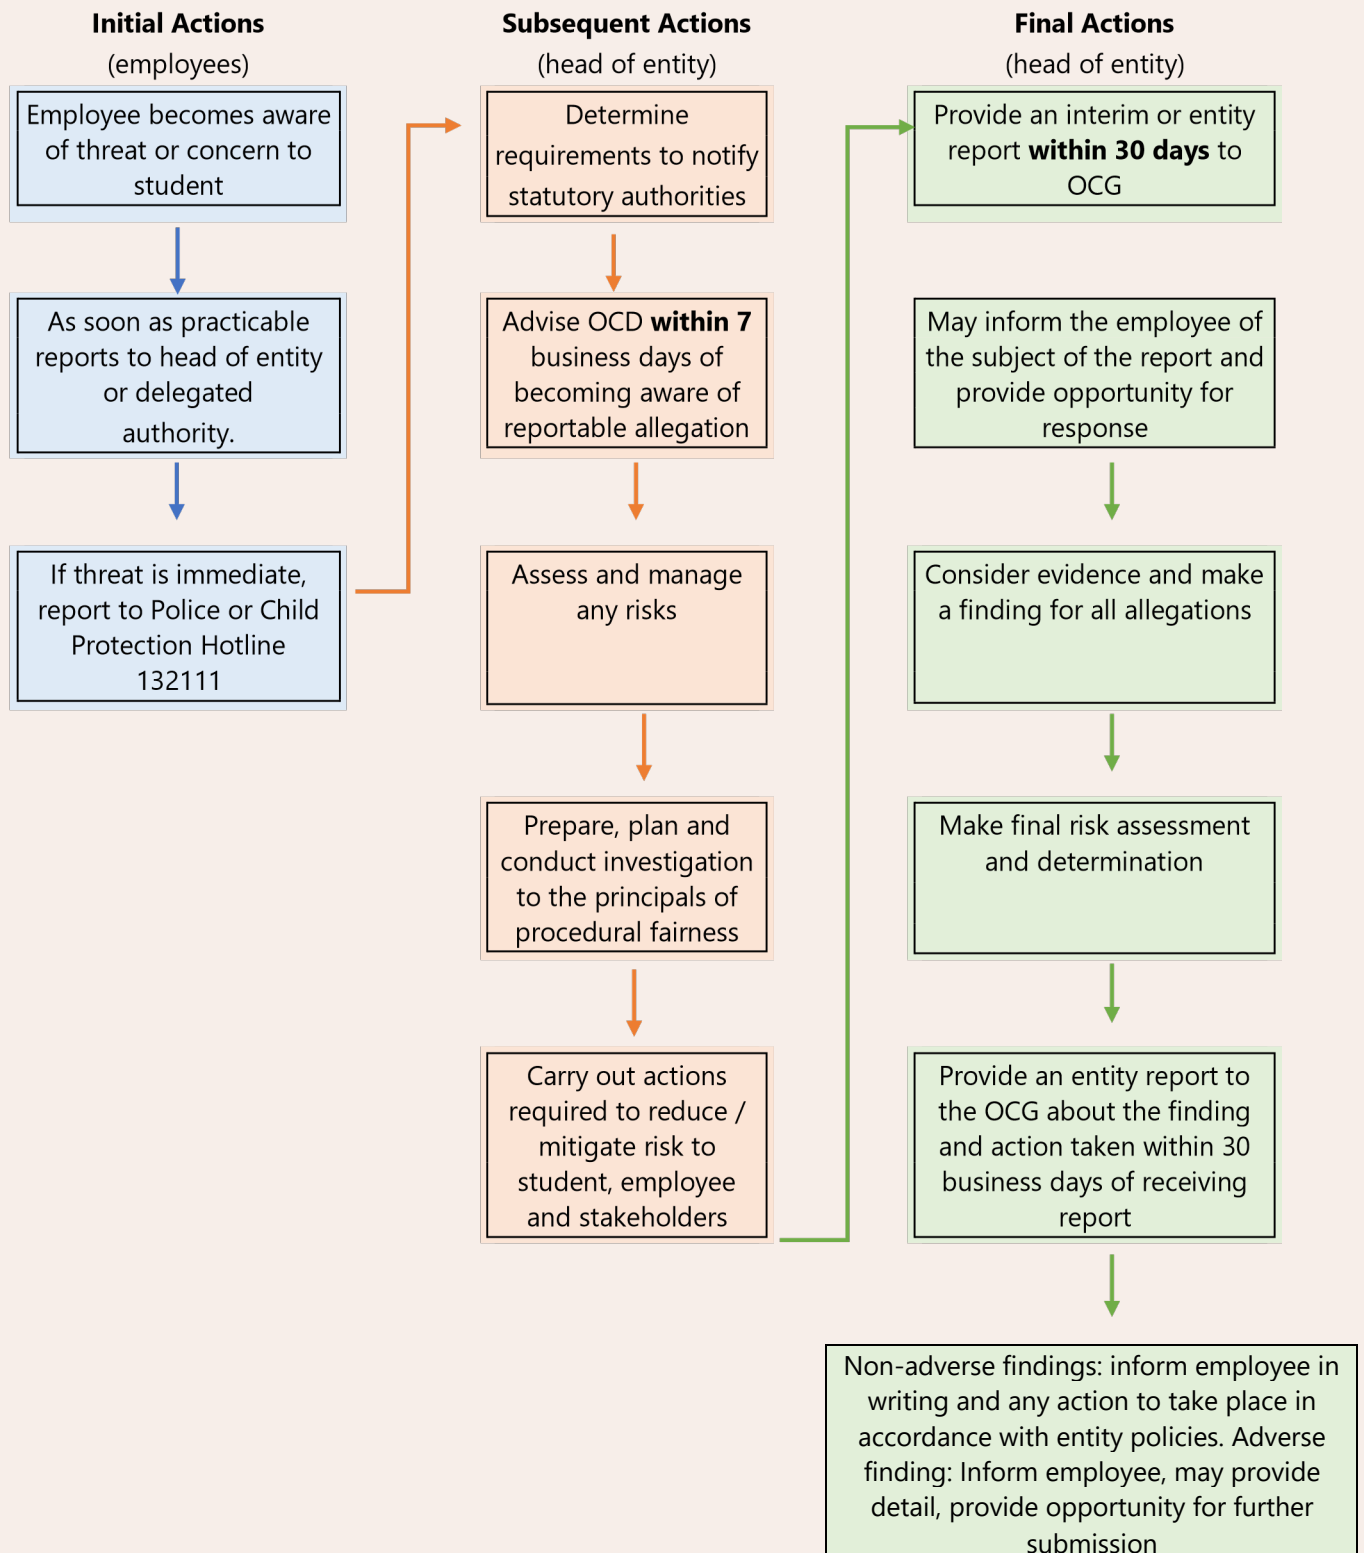 Initial Actions
(employees)
Employee becomes aware
of threat or concern to
student
As soon as practicable
reports to head of entity
or delegated
authority.
If threat is immediate,
report to Police or Child
Protection Hotline
132111
Subsequent Actions
(head of entity)
Determine
requirements to notify
statutory authorities
Advise OCD within 7
business days of
becoming aware of
reportable allegation
Assess and manage
any risks
Prepare, plan and
conduct investigation
to the principals of
procedural fairness
Carry out actions
required to reduce /
mitigate risk to
student, employee
and stakeholders
Final Actions
(head of entity)
Provide an interim or entity
report within 30 days to
OCG
May inform the employee of
the subject of the report and
provide opportunity for
response
Consider evidence and make
a finding for all allegations
Make final risk assessment
and determination
Provide an entity report to
the OCG about the finding
and action taken within 30
business days of receiving
report
Non-adverse findings: inform employee in
writing and any action to take place in
accordance with entity policies. Adverse
finding: Inform employee, may provide
detail, provide opportunity for further
submission